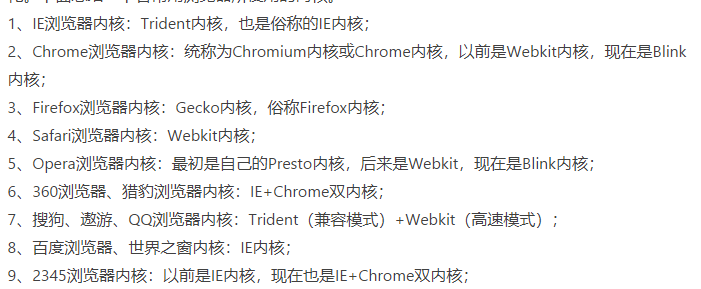 1、IE浏览器内核：Trident内核，也是俗称的IE内核；
2、Chrome浏览器内核：统称为Chromium内核或Chrome内核，以前是Webkit内核，现在是Blink
内核；
3、Firefox浏览器内核：Gecko内核，俗称Firefox内核；
4、Safari浏览器内核：Webkit内核；
5、Opera浏览器内核：最初是自己的Presto内核，后来是Webkit，现在是Blink内核；
6、360浏览器、猎豹浏览器内核：IE+Chrome双内核；
7、搜狗、遨游、QQ浏览器内核：Trident（兼容模式）+Webkit（高速模式）；
8、百度浏览器、世界之窗内核：IE内核；
9、2345浏览器内核：以前是IE内核，现在也是IE+Chrome双内核；